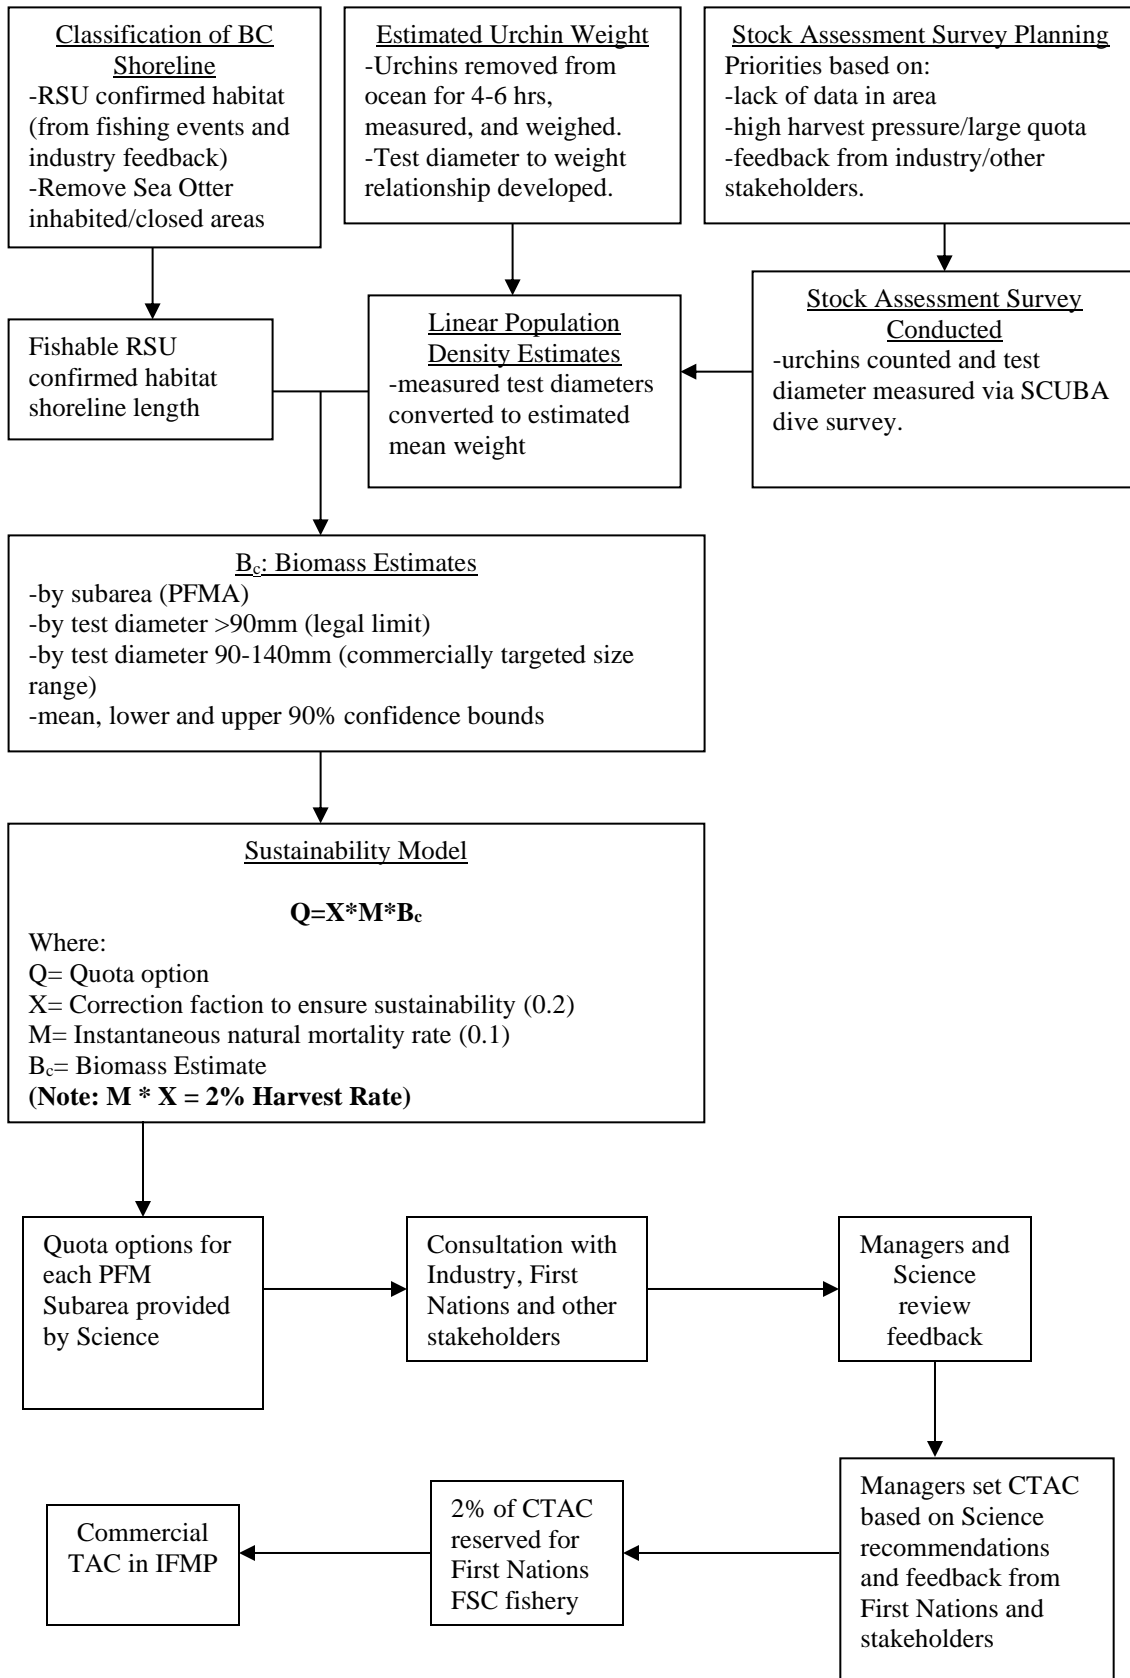 Classification of BC
Shoreline
-RSU confirmed habitat
(from fishing events and
industry feedback)
-Remove Sea Otter
inhabited/closed areas
Estimated Urchin Weight
-Urchins removed from
ocean for 4-6 hrs,
measured, and weighed.
-Test diameter to weight
relationship developed.
Stock Assessment Survey Planning
Priorities based on:
-lack of data in area
-high harvest pressure/large quota
-feedback from industry/other
stakeholders.
Fishable RSU
confirmed habitat
shoreline length
Linear Population
Density Estimates
-measured test diameters
converted to estimated
mean weight
Stock Assessment Survey
Conducted
-urchins counted and test
diameter measured via SCUBA
dive survey.
Bc: Biomass Estimates
-by subarea (PFMA)
-by test diameter >90mm (legal limit)
-by test diameter 90-140mm (commercially targeted size
range)
-mean, lower and upper 90% confidence bounds
Sustainability Model
Q=X*M*Bc
Where:
Q= Quota option
X= Correction faction to ensure sustainability (0.2)
M= Instantaneous natural mortality rate (0.1)
Bc= Biomass Estimate
(Note: M * X = 2% Harvest Rate)
Quota options for
each PFM
Subarea provided
by Science
Consultation with
Industry, First
Nations and other
stakeholders
Managers and
Science
review
feedback
Commercial
TAC in IFMP
2% of CTAC
reserved for
First Nations
FSC fishery
Managers set CTAC
based on Science
recommendations
and feedback from
First Nations and
stakeholders